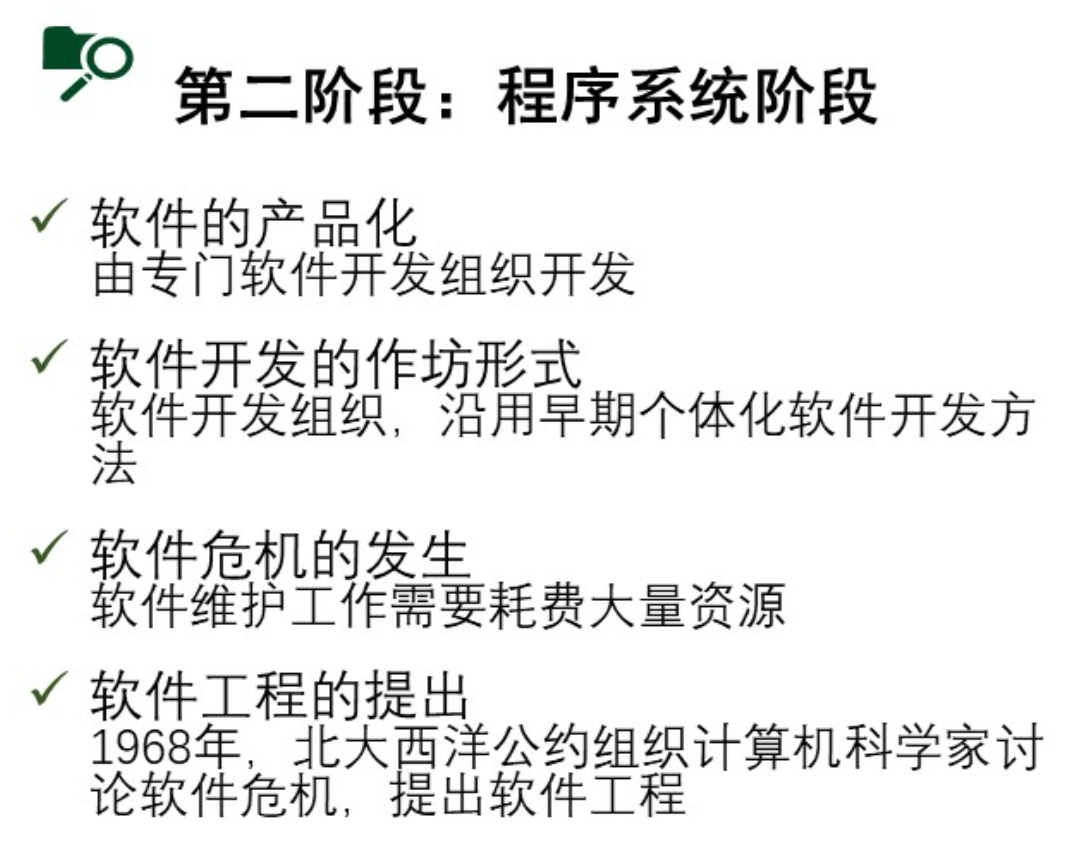 第二阶段：程序系统阶段
软件的产品化
由专门软件开发组织开发
软件开发的作坊形式
软件开发组织，沿用早期个体化软件开发方
法
软件危机的发生
软件维护工作需要耗费大量资源
软件工程的提出
1968年，北大西洋公约组织计算机科学家讨
论软件危机，提出软件工程